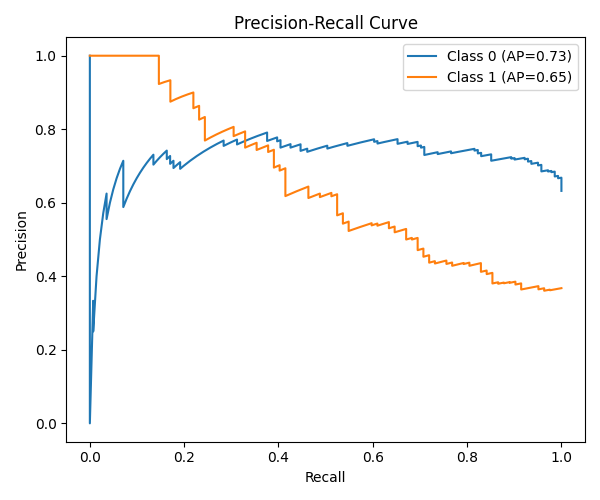 Precision-Recall Curve
Class 0 (AP=0.73)
Class 1 (AP=0.65)
Precision
1.0
0.8
0.6
0.4
0.2
0.0
0.0 0.2 0.4 0.6 0.8 1.0
Recall